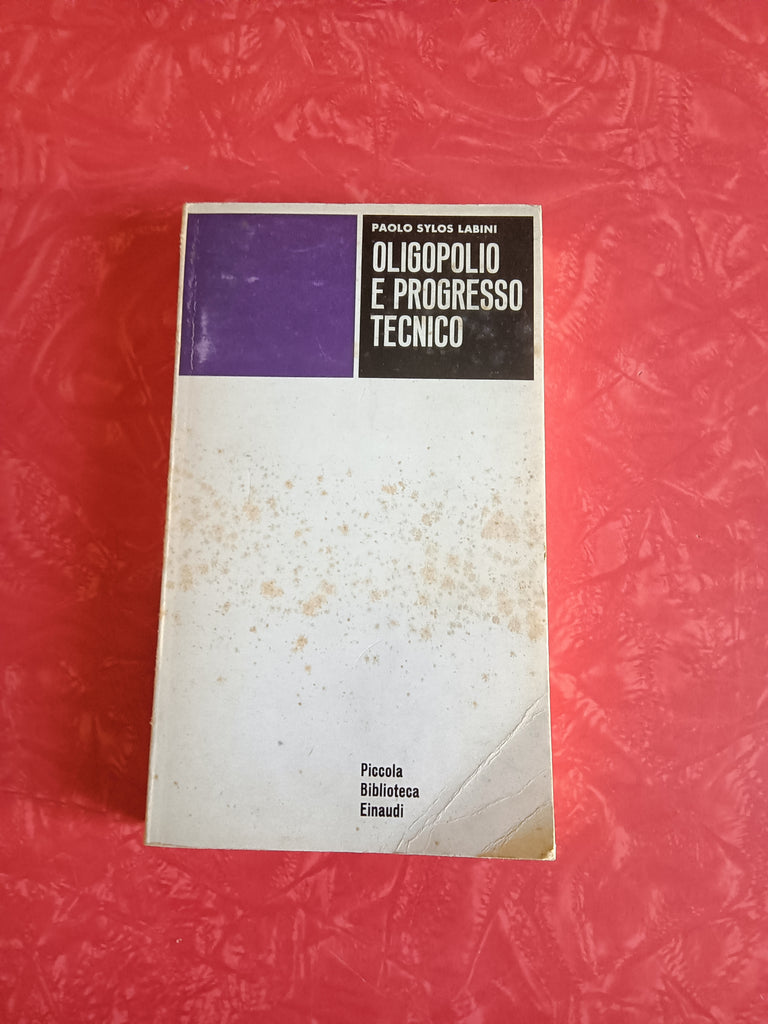 PAOLO SYLOS LABINI
OLIGOPOLIO
E PROGRESSO
TECNICO
Piccola
Biblioteca
Einaudi